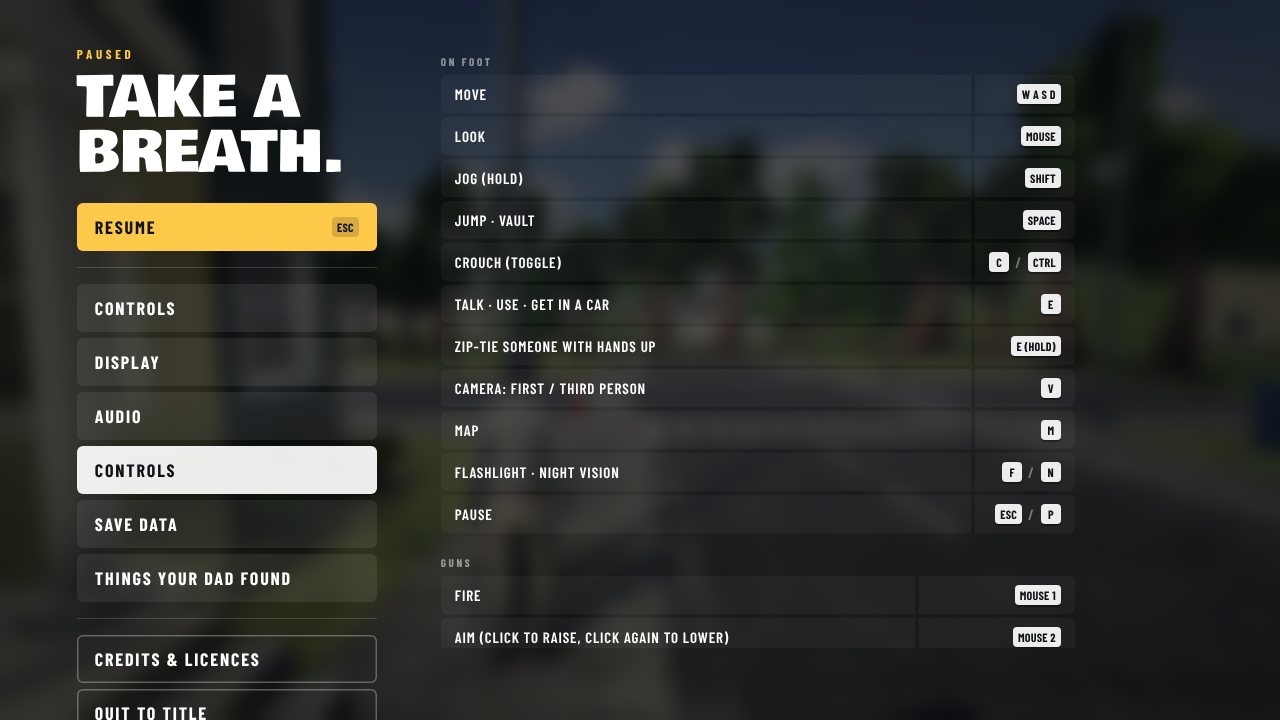 PAUSED
TAKE A
BREATH.
RESUME ESC
CONTROLS
DISPLAY
AUDIO
CONTROLS
SAVE DATA
THINGS YOUR DAD FOUND
CREDITS & LICENCES
QUIT TO TITLE
ON FOOT
MOVE W A S D
LOOK MOUSE
JOG (HOLD) SHIFT
JUMP · VAULT SPACE
CROUCH (TOGGLE) C / CTRL
TALK · USE · GET IN A CAR E
ZIP-TIE SOMEONE WITH HANDS UP E (HOLD)
CAMERA: FIRST / THIRD PERSON V
MAP M
FLASHLIGHT · NIGHT VISION F / N
PAUSE ESC / P
GUNS
FIRE MOUSE 1
AIM (CLICK TO RAISE, CLICK AGAIN TO LOWER) MOUSE 2